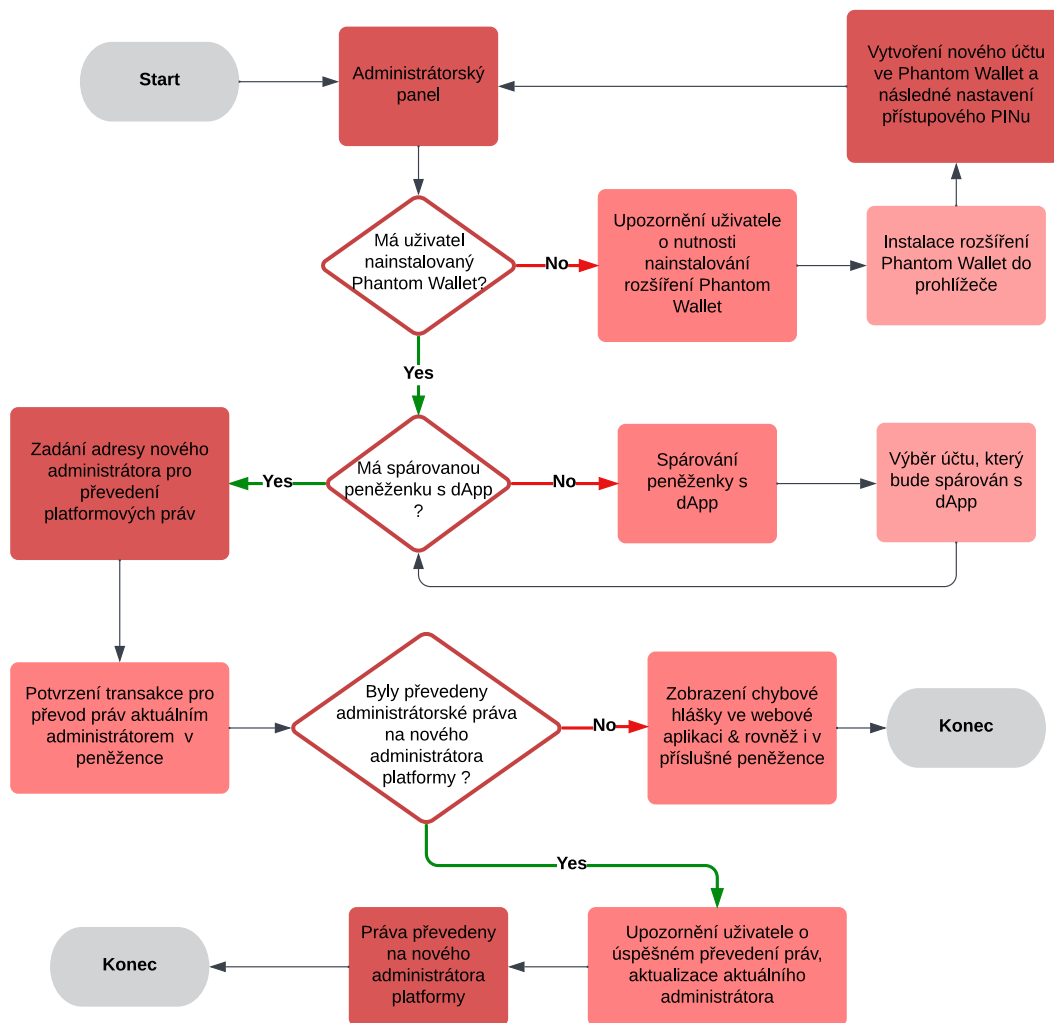 Start
Administrátorský
panel
Vytvoření nového účtu
ve Phantom Wallet a
následné nastavení
přístupového PINu
Má uživatel
nainstalovaný
Phantom Wallet?
No
Upozornění uživatele
o nutnosti
nainstalování
rozšíření Phantom
Wallet
Instalace rozšíření
Phantom Wallet do
prohlížeče
Yes
Zadání adresy nového
administrátora pro
převedení
platformových práv
Yes
Má spárovanou
peněženku s dApp
?
No
Spárování
peněženky s
dApp
Výběr účtu, který
bude spárován s
dApp
Potvrzení transakce pro
převod práv aktuálním
administrátorem  v
peněžence
Byly převedeny
administrátorské práva
na nového
administrátora
platformy ?
No
Zobrazení chybové
hlášky ve webové
aplikaci & rovněž i v
příslušné peněžence
Konec
Yes
Konec
Práva převedeny
na nového
administrátora
platformy
Upozornění uživatele o
úspěšném převedení práv,
aktualizace aktuálního
administrátora